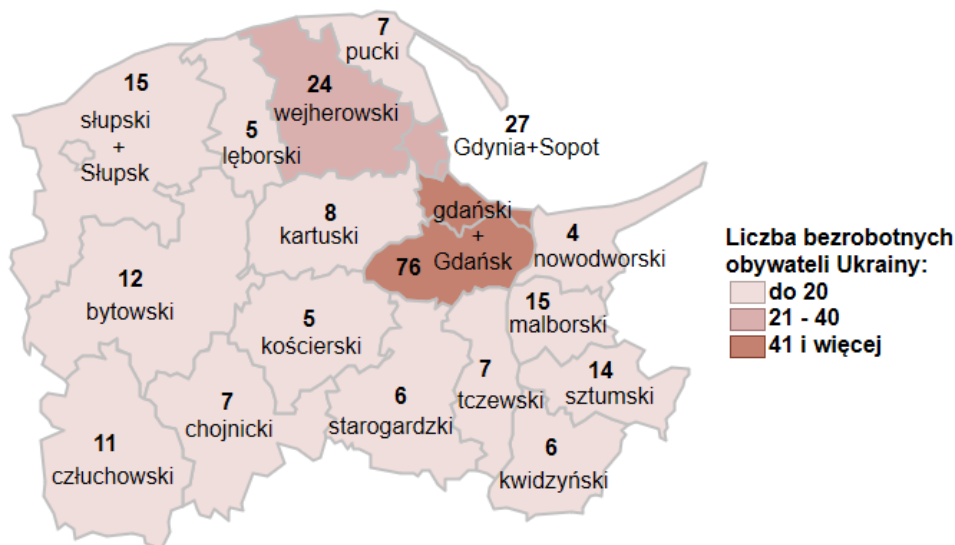 7
pucki
15
słupski
+
Słupsk
24
wejherowski
5
lęborski
27
Gdynia+Sopot
8
kartuski
gdański
+
76 Gdańsk
4
nowodworski
12
bytowski
5
kościerski
15
malborski
7
tczewski
14
sztumski
11
człuchowski
7
chojnicki
6
starogardzki
6
kwidzyński
Liczba bezrobotnych
obywateli Ukrainy:
do 20
21 - 40
41 i więcej